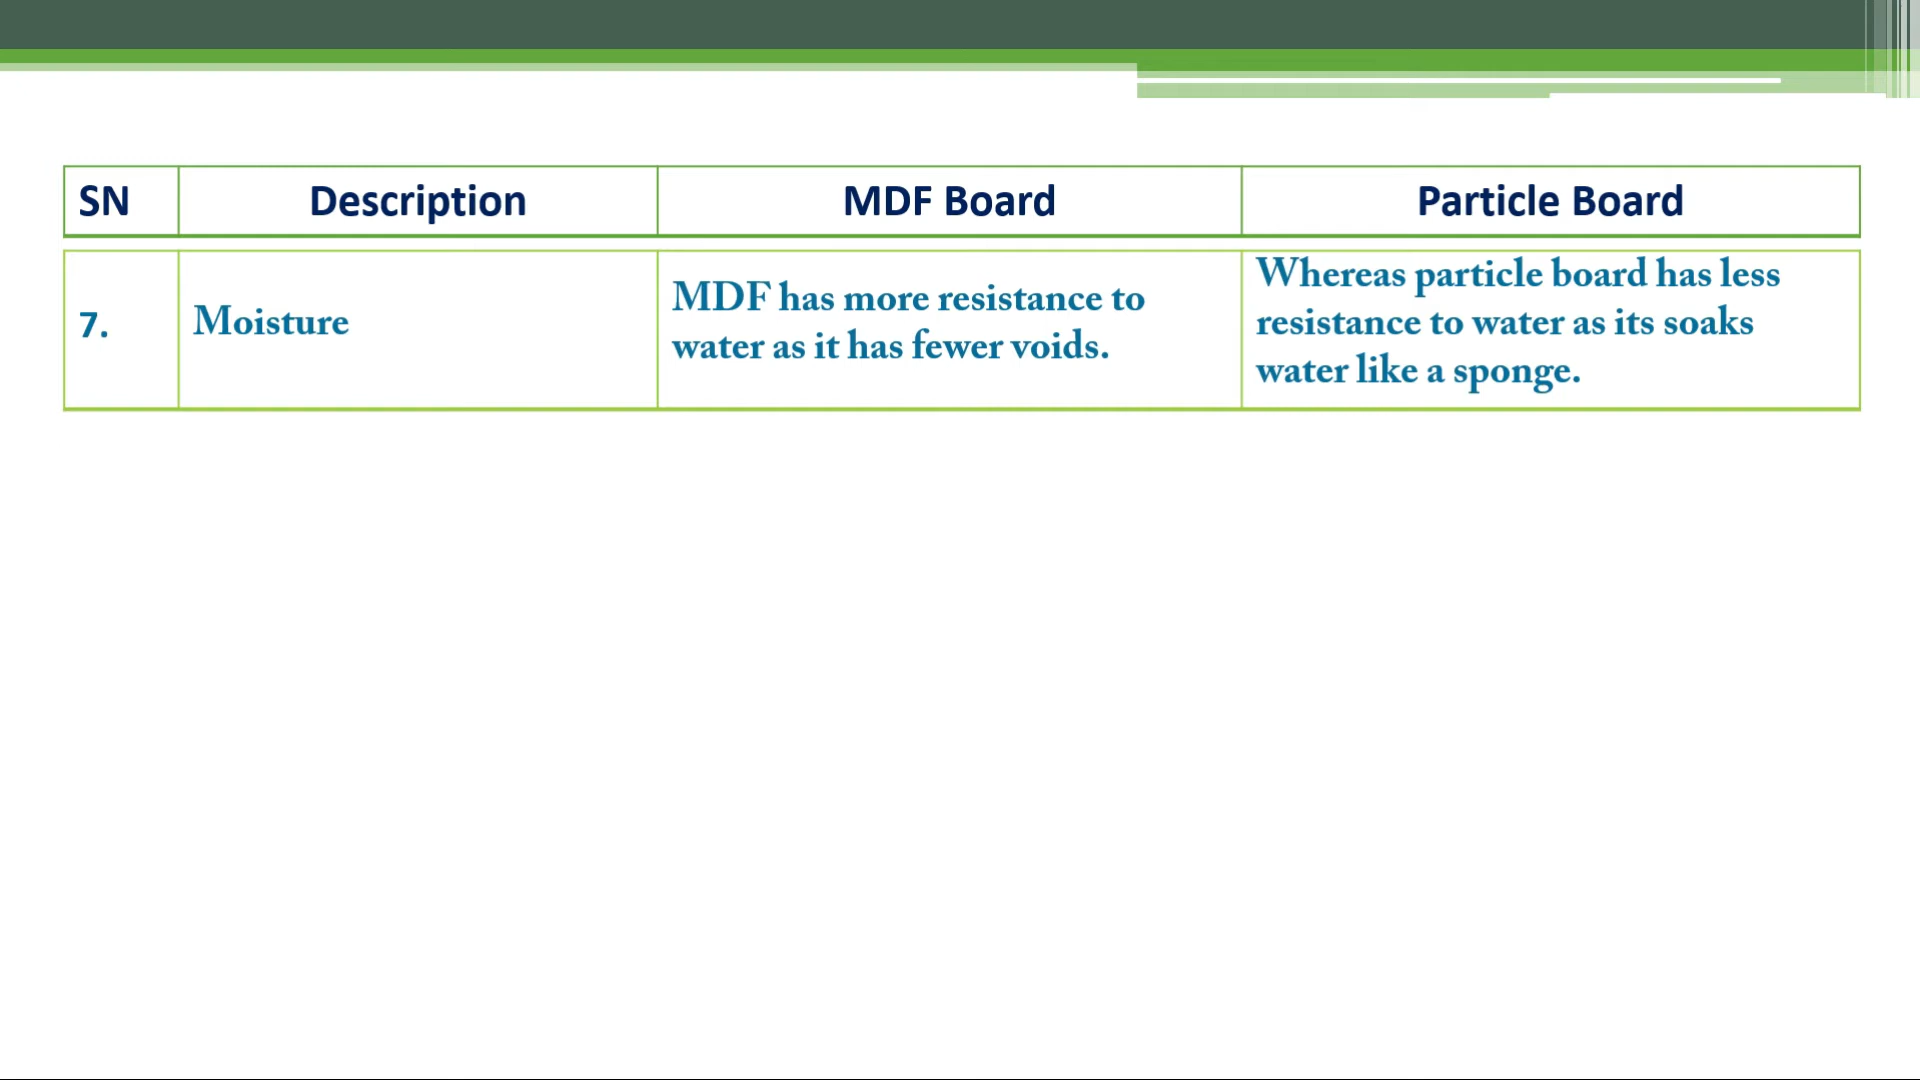 SN Description MDF Board Particle Board
7. Moisture
MDF has more resistance to
water as it has fewer voids.
Whereas particle board has less
resistance to water as its soaks
water like a sponge.